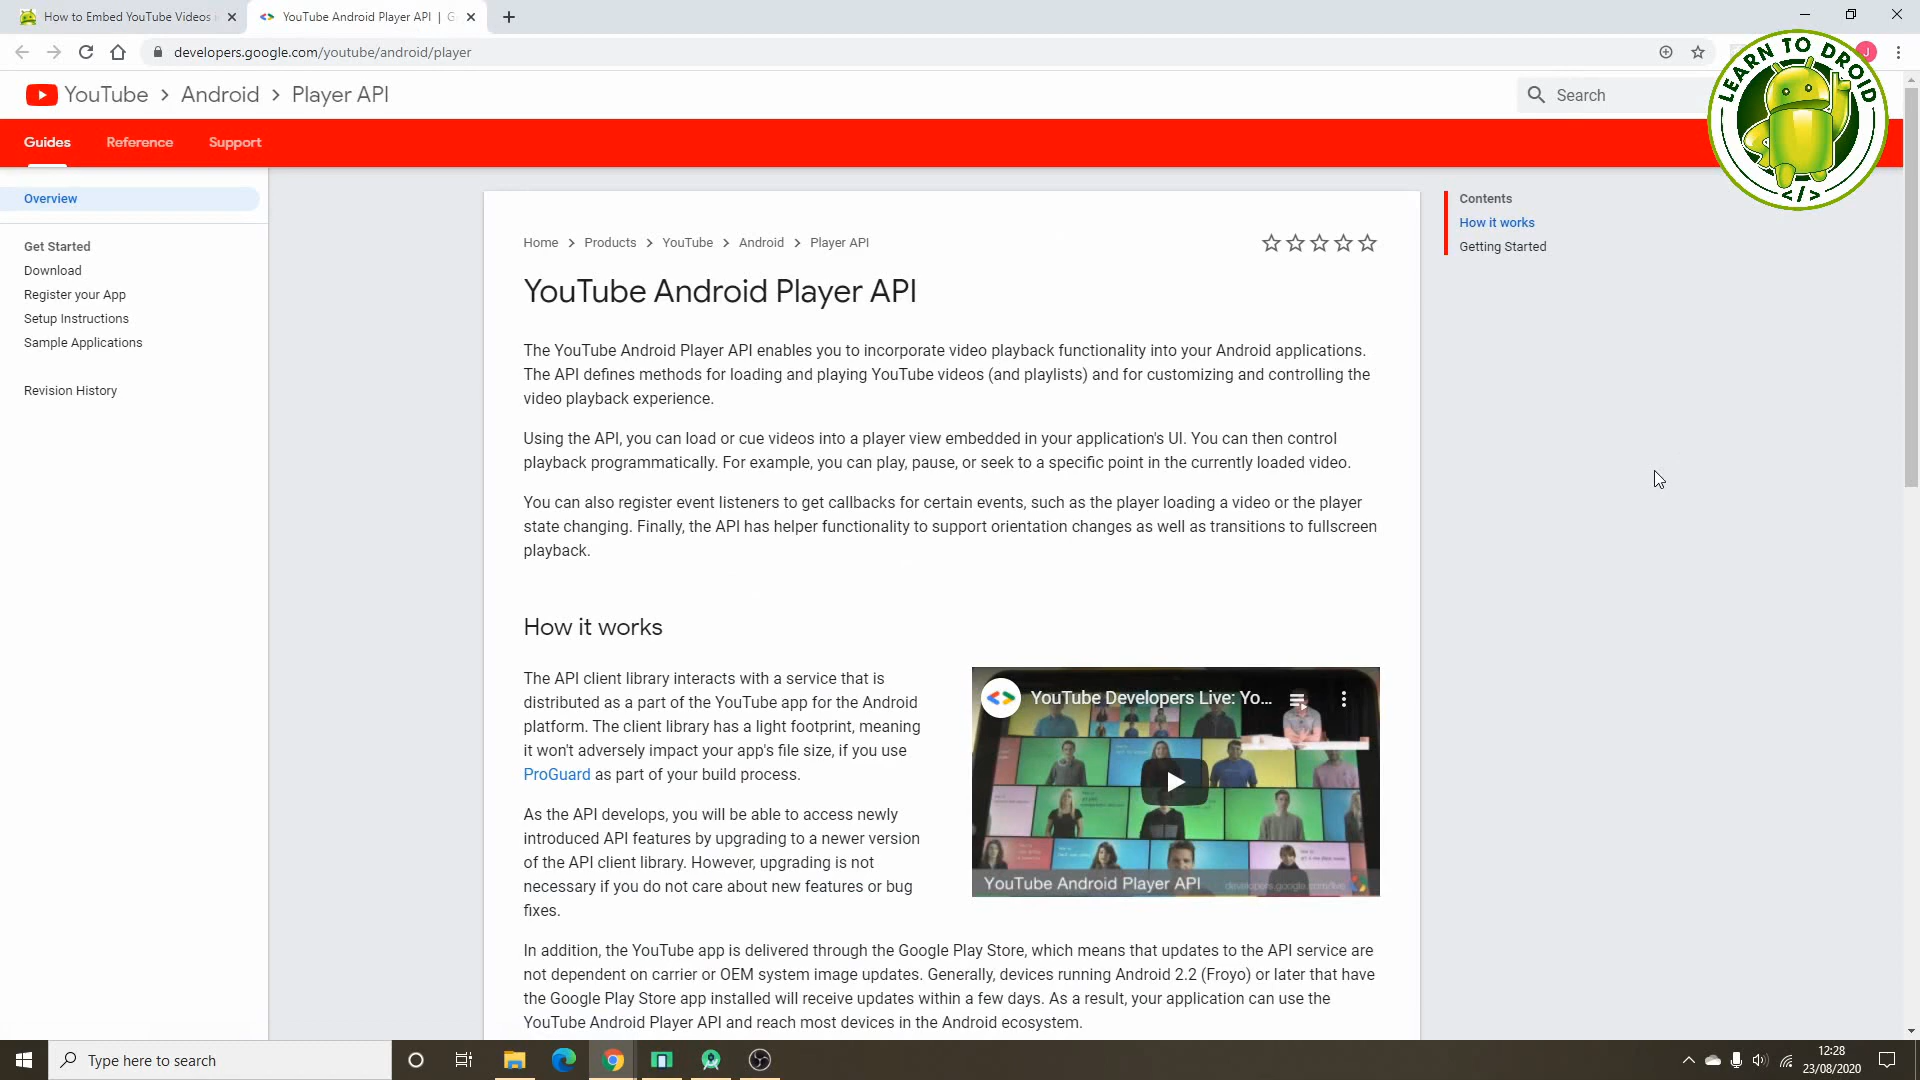 How to Embed YouTube Videos
YouTube Android Player API | G
developers.google.com/youtube/android/player
J
LEARN TO DROID
</>
YouTube > Android > Player API
Search
Guides
Reference
Support
Overview
Get Started
Download
Register your App
Setup Instructions
Sample Applications
Revision History
Home > Products > YouTube > Android > Player API
YouTube Android Player API
The YouTube Android Player API enables you to incorporate video playback functionality into your Android applications.
The API defines methods for loading and playing YouTube videos (and playlists) and for customizing and controlling the
video playback experience.
Using the API, you can load or cue videos into a player view embedded in your application's UI. You can then control
playback programmatically. For example, you can play, pause, or seek to a specific point in the currently loaded video.
You can also register event listeners to get callbacks for certain events, such as the player loading a video or the player
state changing. Finally, the API has helper functionality to support orientation changes as well as transitions to fullscreen
playback.
How it works
The API client library interacts with a service that is
distributed as a part of the YouTube app for the Android
platform. The client library has a light footprint, meaning
it won't adversely impact your app's file size, if you use
ProGuard as part of your build process.
As the API develops, you will be able to access newly
introduced API features by upgrading to a newer version
of the API client library. However, upgrading is not
necessary if you do not care about new features or bug
fixes.
YouTube Developers Live: Yo...
YouTube Android Player API
developers.google.com/live
In addition, the YouTube app is delivered through the Google Play Store, which means that updates to the API service are
not dependent on carrier or OEM system image updates. Generally, devices running Android 2.2 (Froyo) or later that have
the Google Play Store app installed will receive updates within a few days. As a result, your application can use the
YouTube Android Player API and reach most devices in the Android ecosystem.
Contents
How it works
Getting Started
Type here to search
12:28
23/08/2020